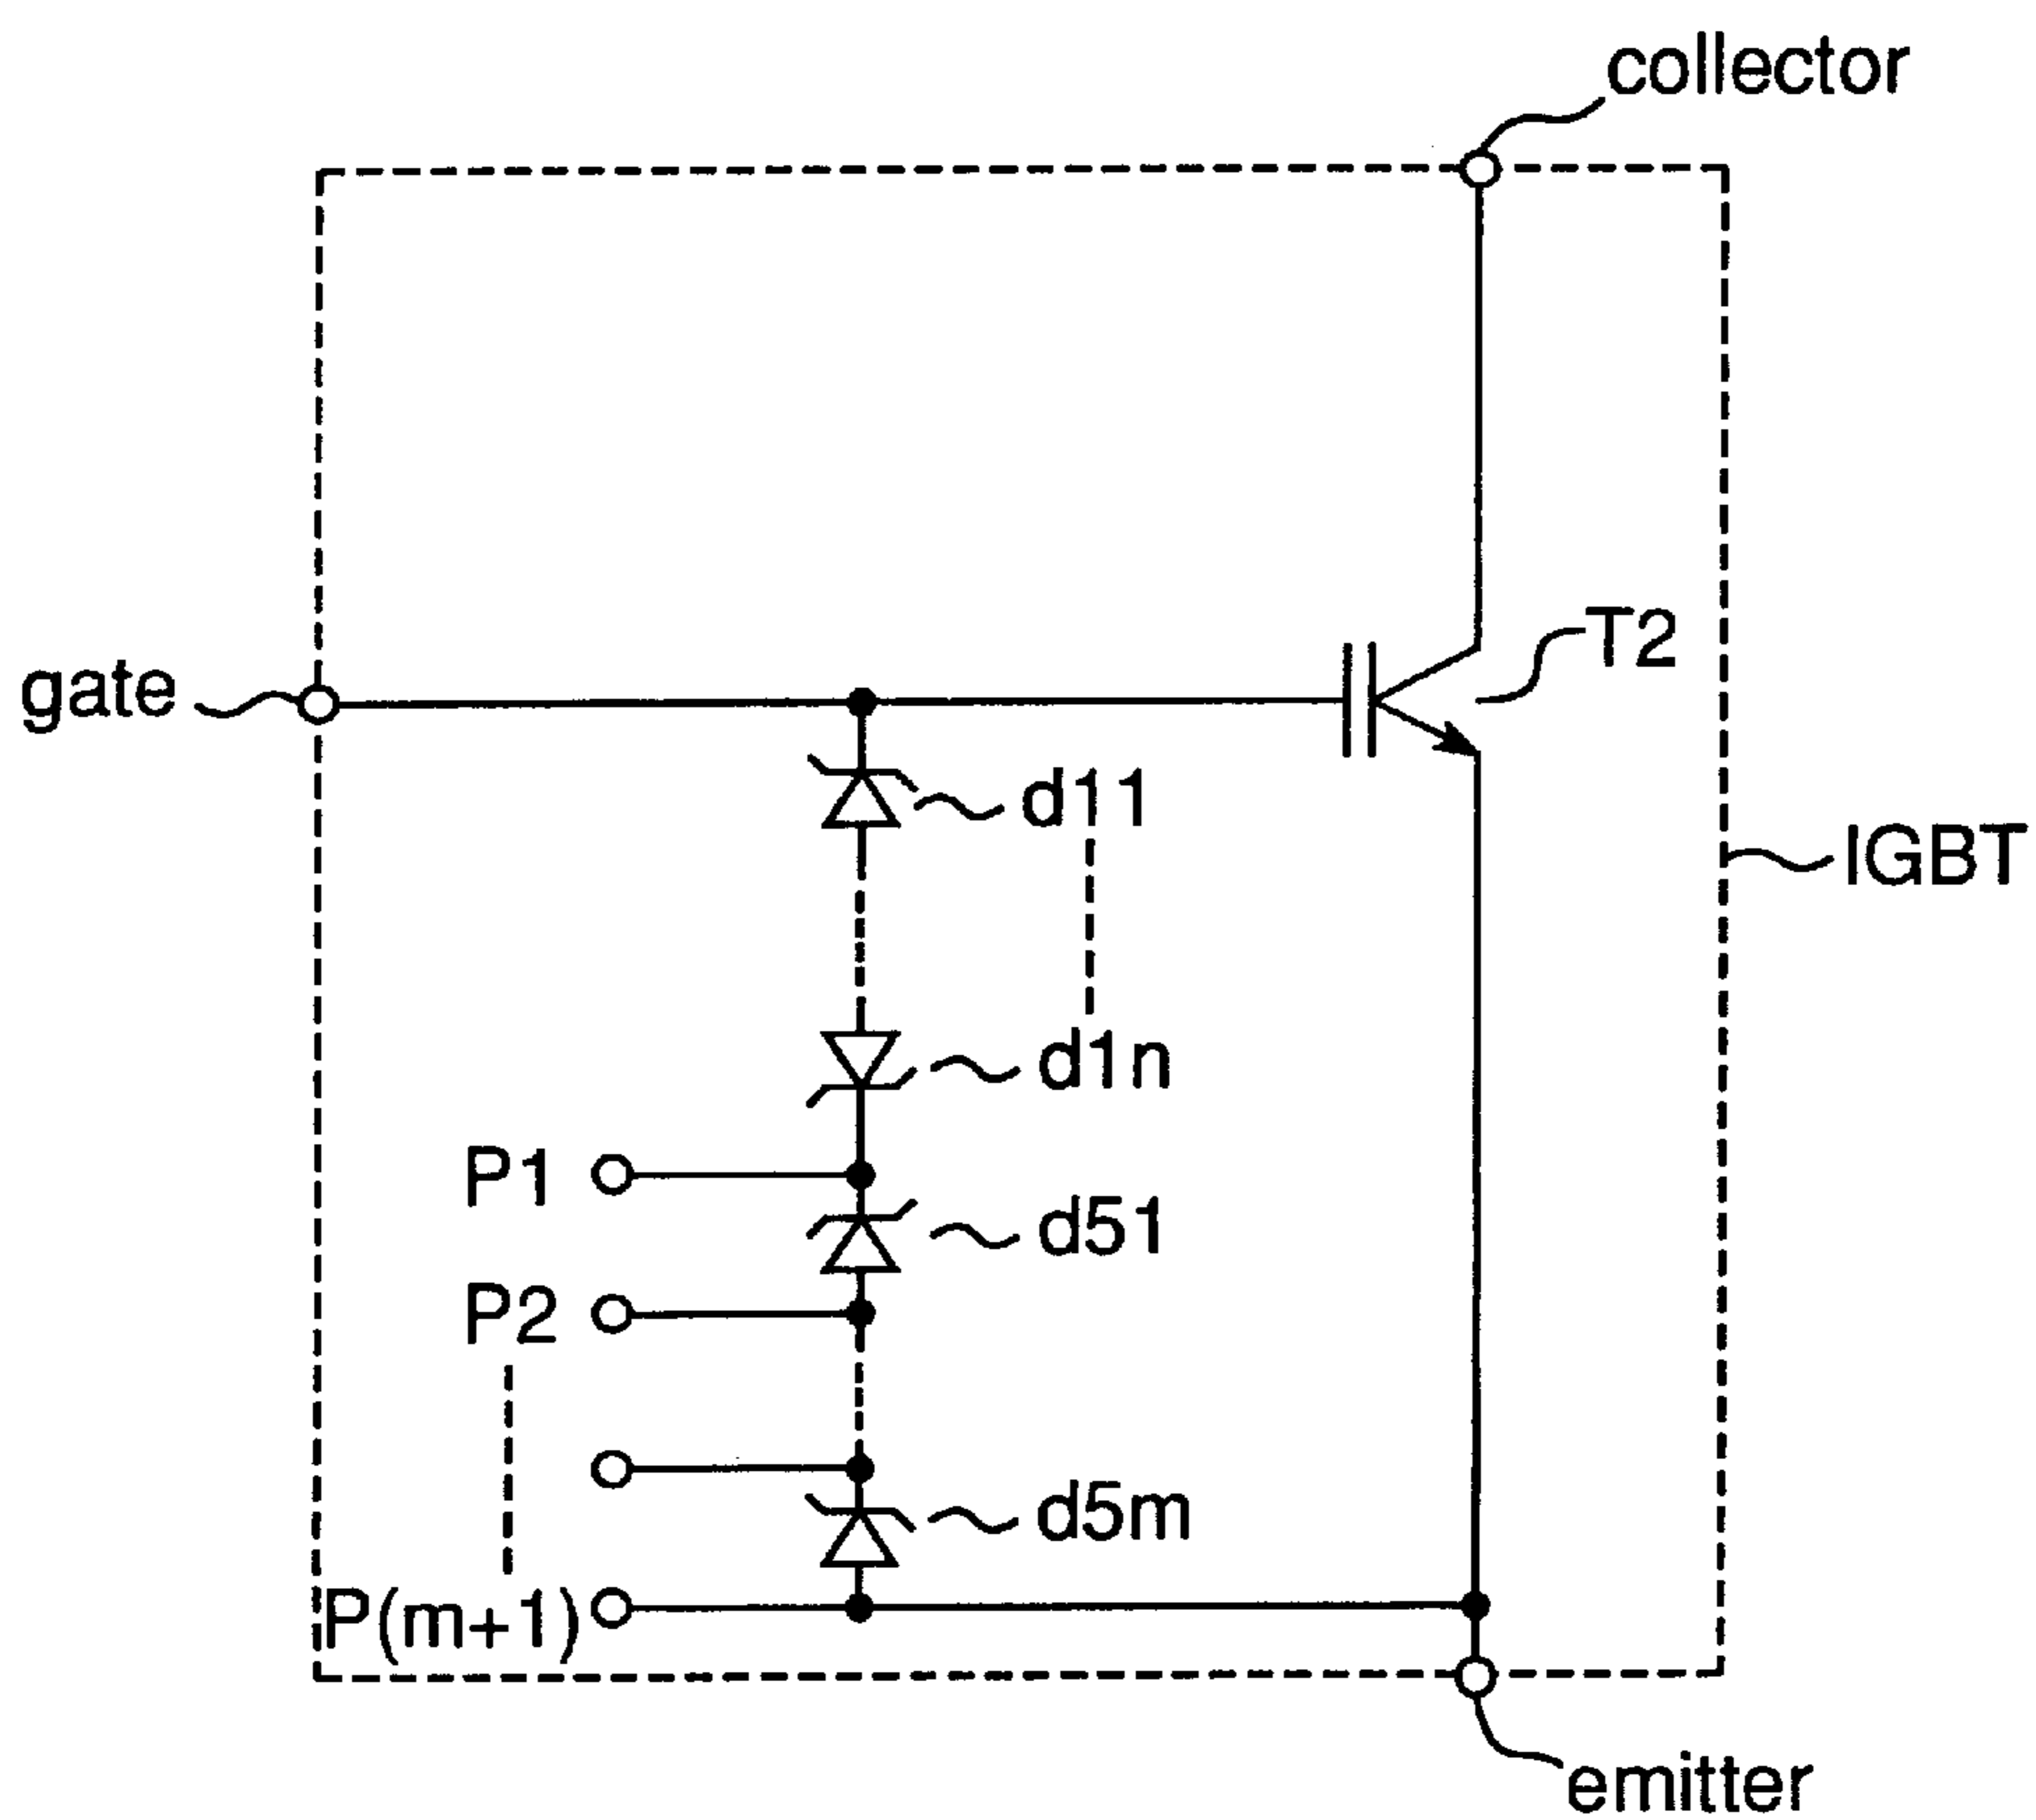 collector
T2
gate
d11
IGBT
d1n
P1
d51
P2
d5m
P(m+1)
emitter